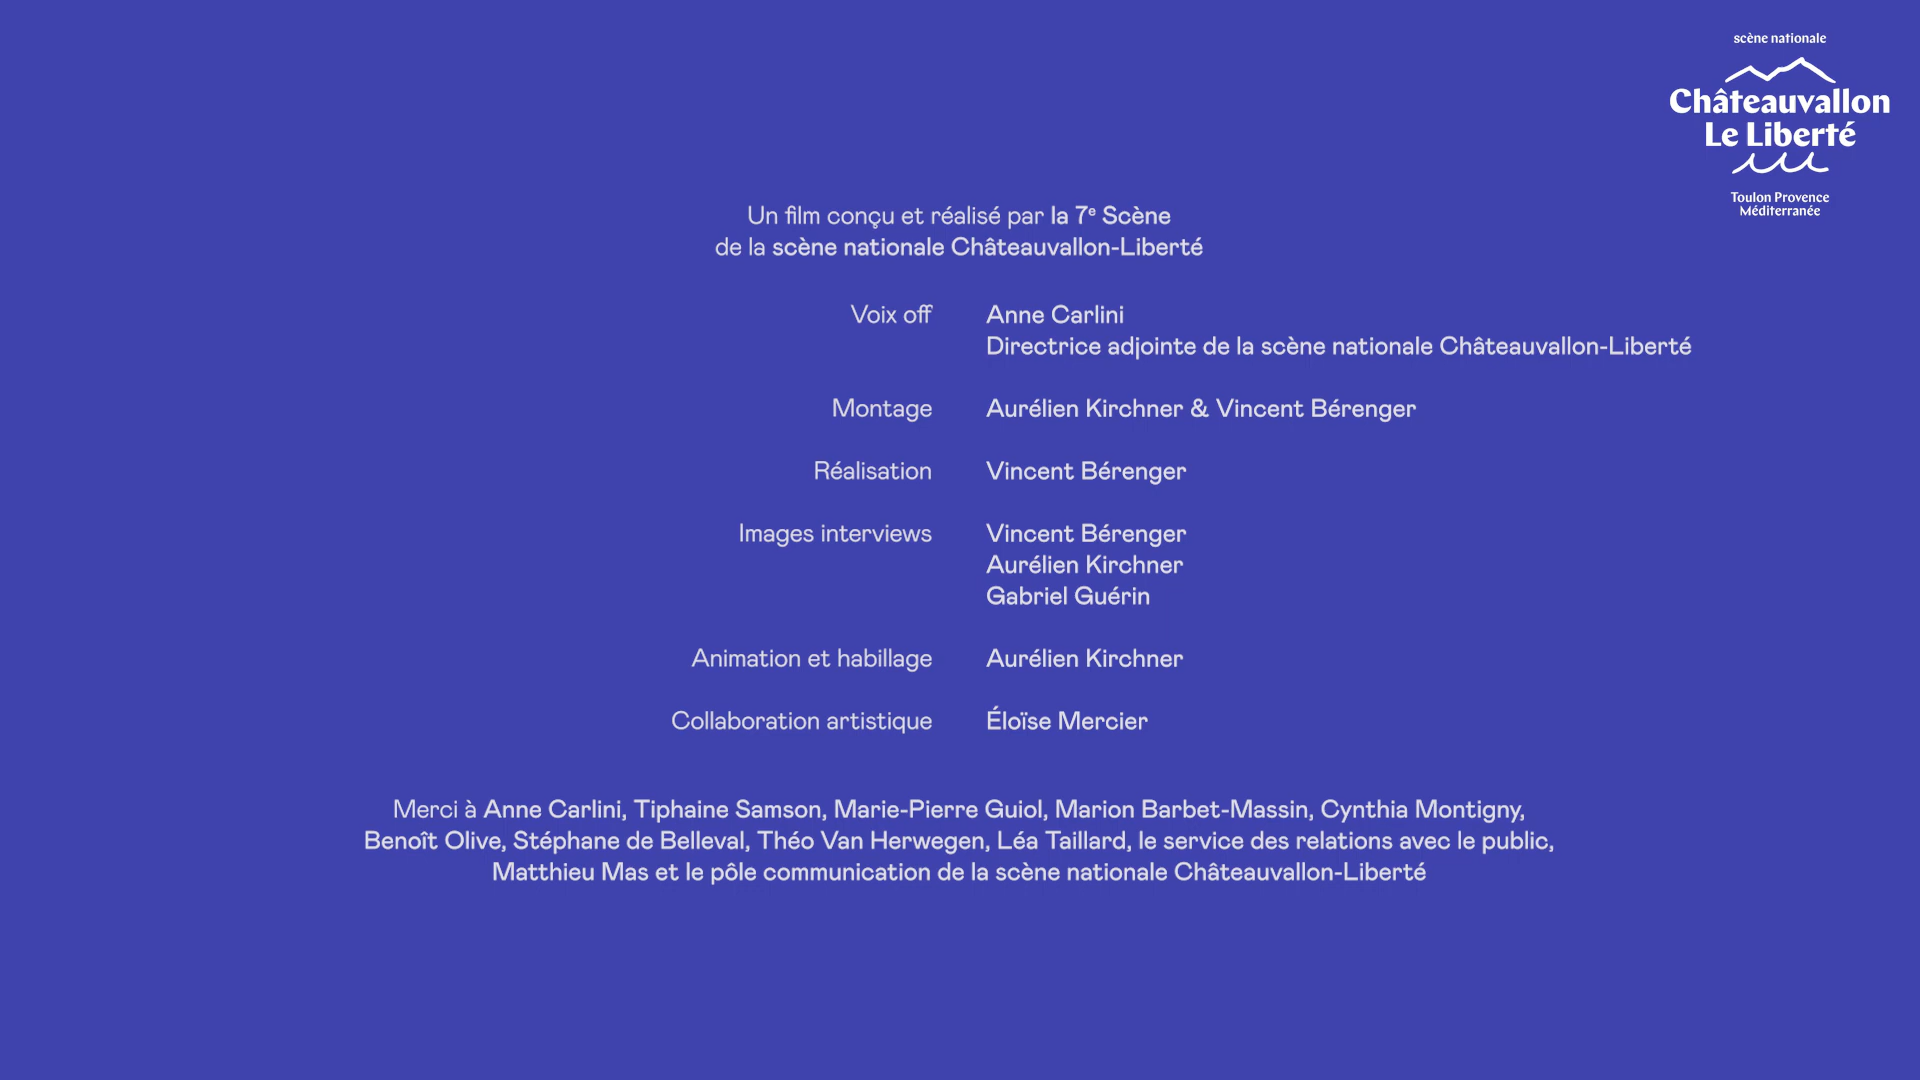 scène nationale
Châteauvallon
Le Liberté
Toulon Provence
Méditerranée
Un film conçu et réalisé par la 7e Scène
de la scène nationale Châteauvallon-Liberté
Voix off Anne Carlini
Directrice adjointe de la scène nationale Châteauvallon-Liberté
Montage Aurélien Kirchner & Vincent Bérenger
Réalisation Vincent Bérenger
Images interviews Vincent Bérenger
Aurélien Kirchner
Gabriel Guérin
Animation et habillage Aurélien Kirchner
Collaboration artistique Éloïse Mercier
Merci à Anne Carlini, Tiphaine Samson, Marie-Pierre Guiol, Marion Barbet-Massin, Cynthia Montigny,
Benoît Olive, Stéphane de Belleval, Théo Van Herwegen, Léa Taillard, le service des relations avec le public,
Matthieu Mas et le pôle communication de la scène nationale Châteauvallon-Liberté